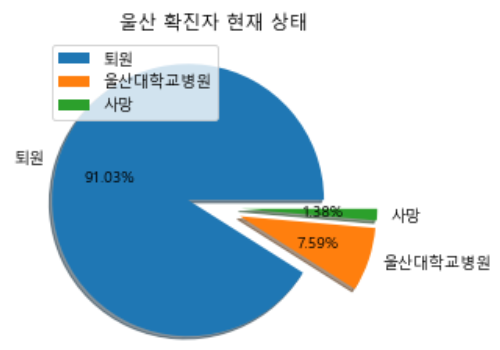 울산 확진자 현재 상태
퇴원
울산대학교병원
사망
퇴원
91.03%
1.38%
사망
7.59%
울산대학교병원